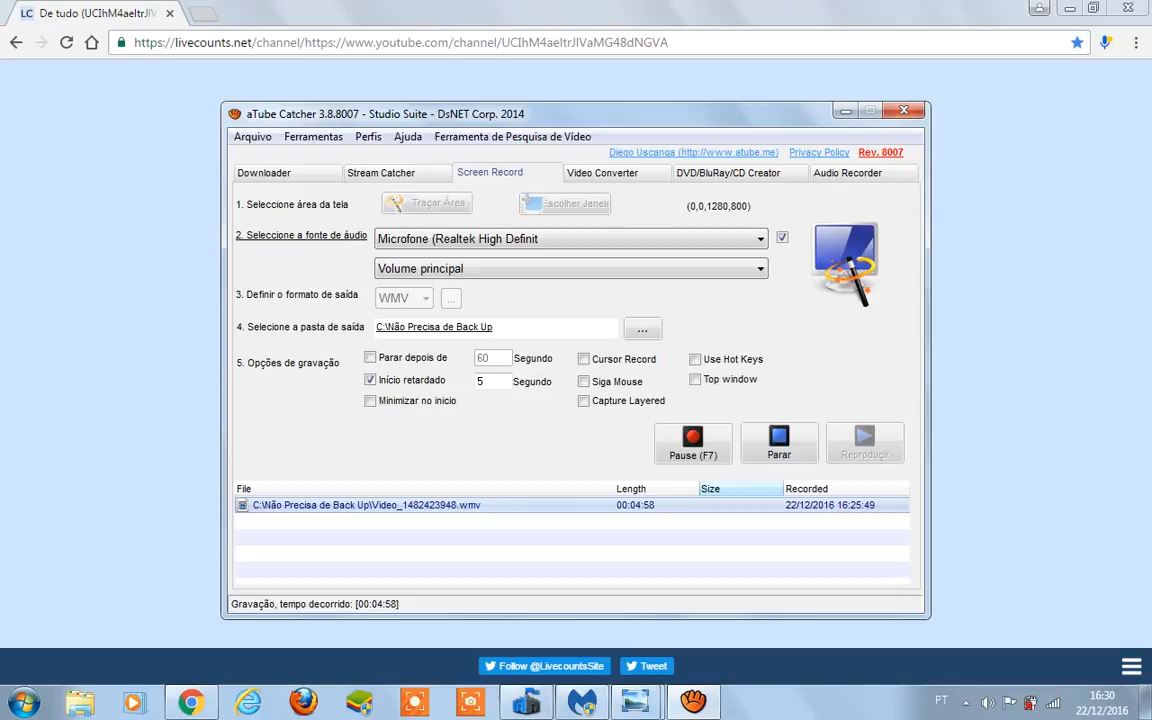 LC De tudo (UCIhM4aeltrJIV
https://livecounts.net/channel/https://www.youtube.com/channel/UCIhM4aeltrJIVaMG48dNGVA
aTube Catcher 3.8.8007 - Studio Suite - DsNET Corp. 2014
Arquivo Ferramentas Perfis Ajuda Ferramenta de Pesquisa de Vídeo
Diego Uscanga (http://www.atube.me) Privacy Policy Rev. 8007
Downloader Stream Catcher Screen Record Video Converter DVD/BluRay/CD Creator Audio Recorder
1. Seleccione área da tela Traçar Área Escolher Janel (0,0,1280,800)
2. Seleccione a fonte de áudio Microfone (Realtek High Definit
Volume principal
3. Definir o formato de saída WMV ...
4. Selecione a pasta de saída C:\Não Precisa de Back Up ...
5. Opções de gravação Parar depois de 60 Segundo Cursor Record Use Hot Keys
Início retardado 5 Segundo Siga Mouse Top window
Minimizar no inicio Capture Layered
Pause (F7) Parar Reproducir
File Length Size Recorded
C:\Não Precisa de Back Up\Video_1482423948.wmv 00:04:58 22/12/2016 16:25:49
Gravação, tempo decorrido: [00:04:58]
Follow @LivecountsSite Tweet
PT 16:30
22/12/2016